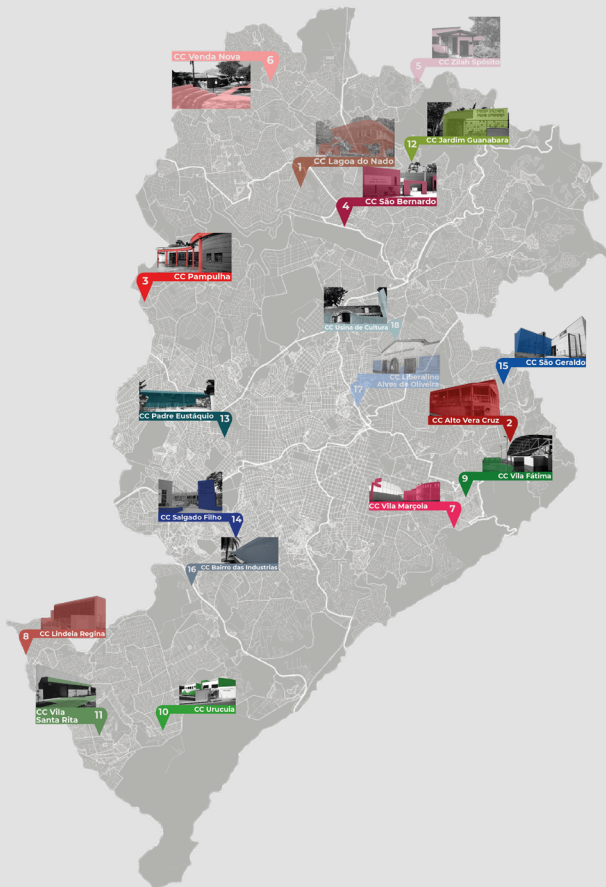 CC Venda Nova
6
5
CC Zilah Spósito
12
CC Jardim Guanabara
CC Lagoa do Nado
1
CC São Bernardo
4
CC Pampulha
3
CC Usina de Cultura
18
CC Liberalino
Alves de Oliveira
17
CC São Geraldo
15
CC Alto Vera Cruz
2
CC Padre Eustáquio
13
CC Vila Fátima
9
CC Vila Marçola
7
CC Salgado Filho
14
CC Bairro das Indústrias
16
CC Lindeia Regina
8
CC Vila
Santa Rita
11
10
CC Urucuia